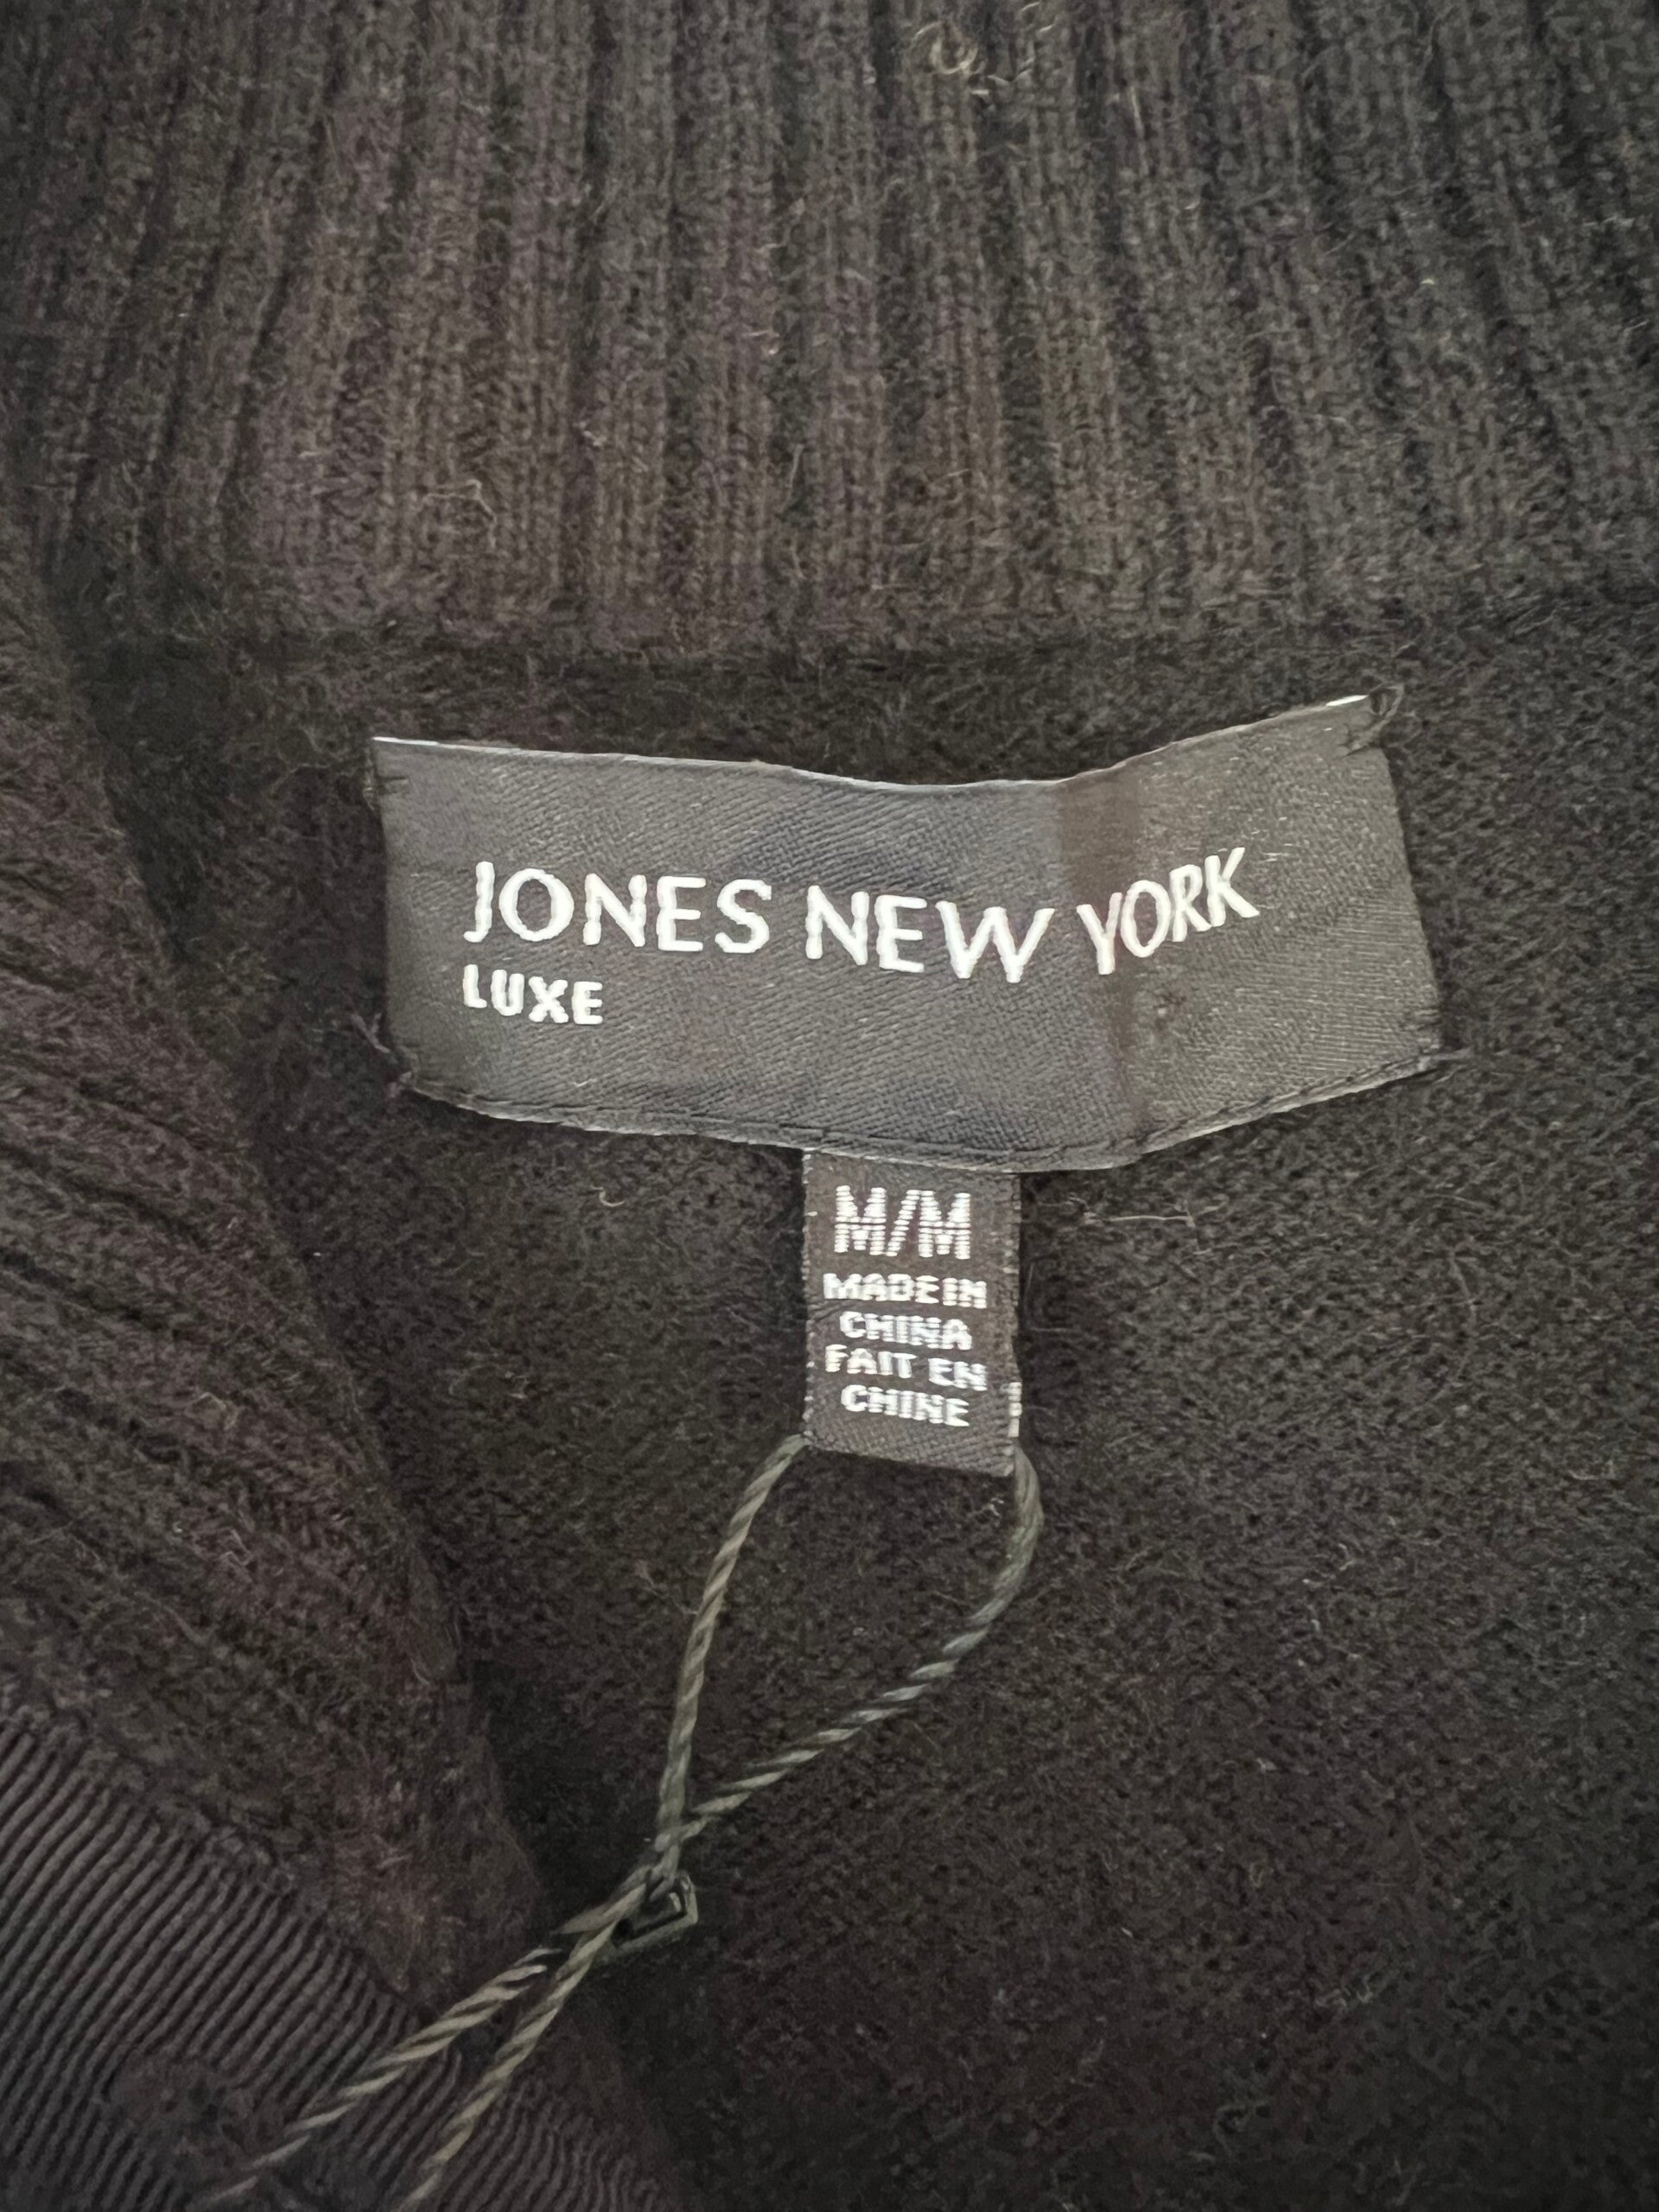 JONES NEW YORK
LUXE
M/M
MADE IN
CHINA
FAIT EN
CHINE